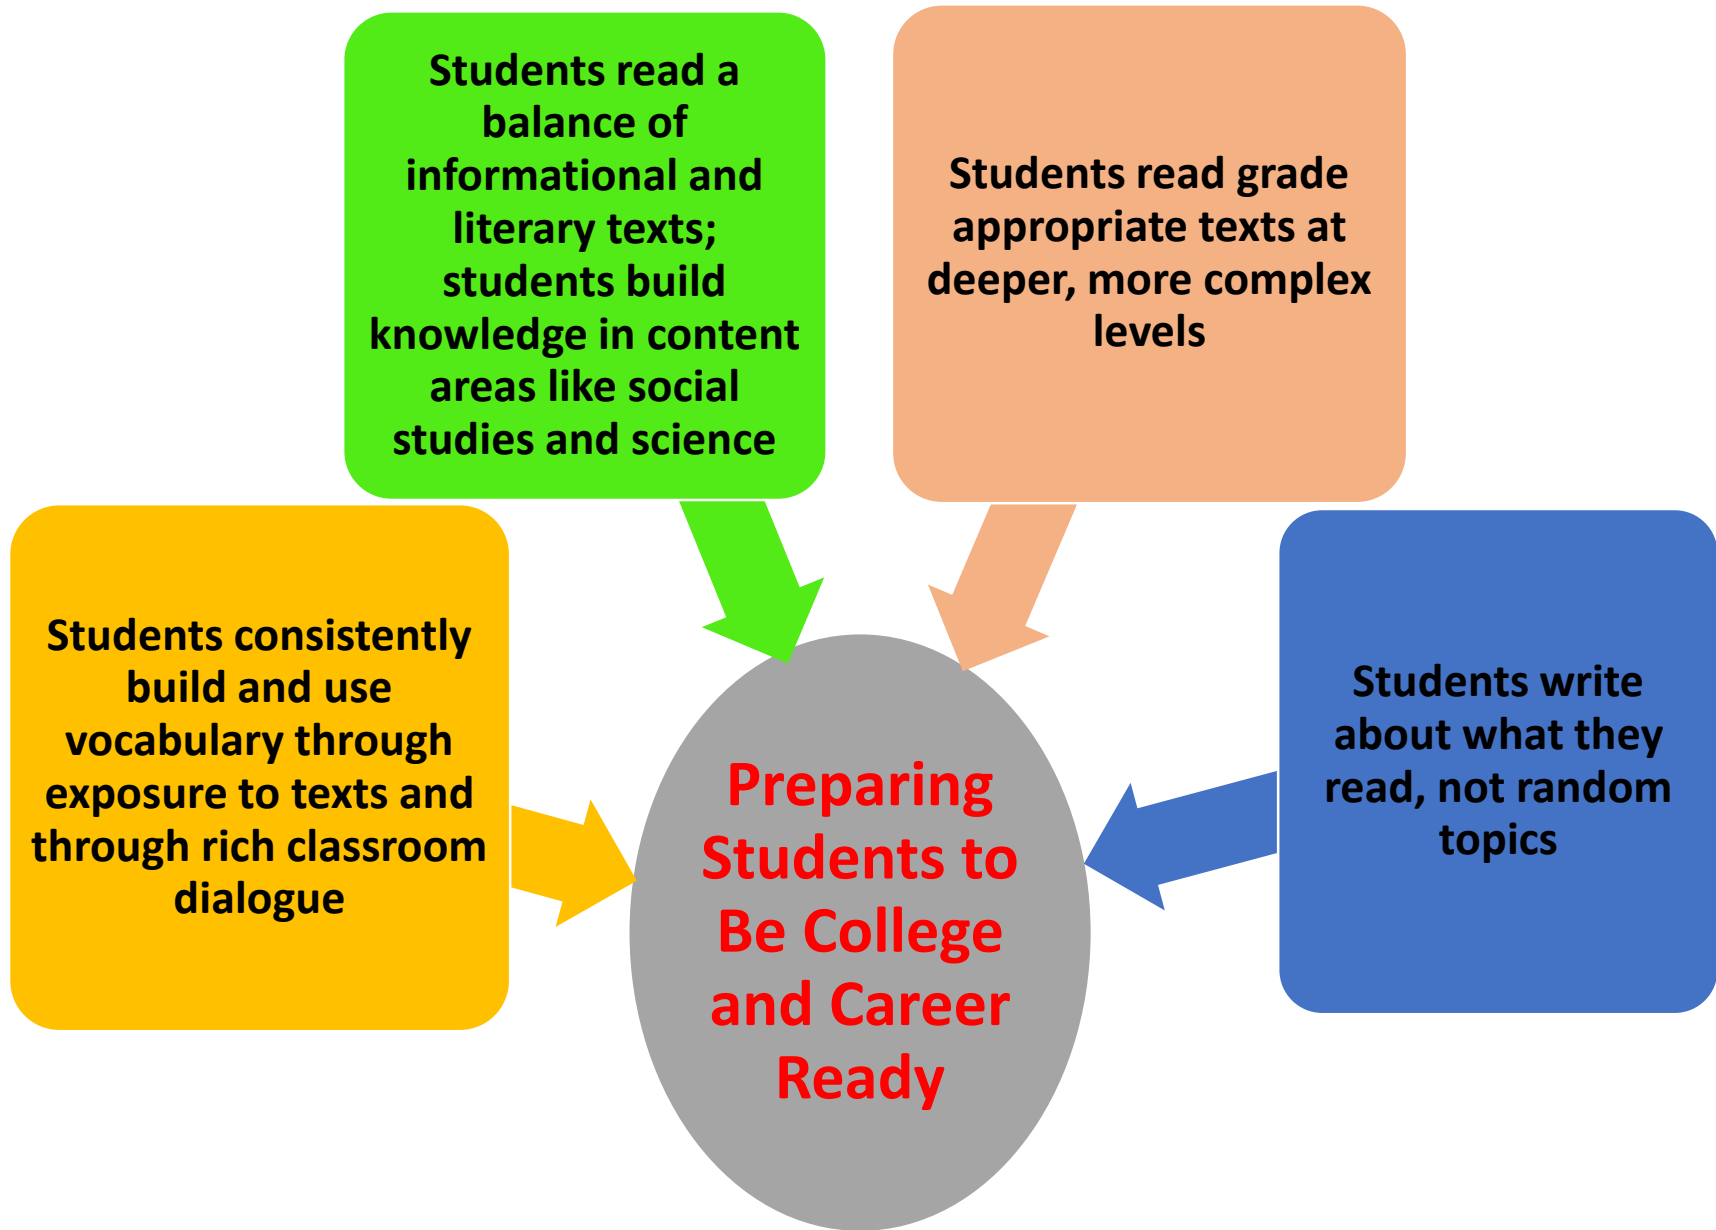 Students read a
balance of
informational and
literary texts;
students build
knowledge in content
areas like social
studies and science
Students read grade
appropriate texts at
deeper, more complex
levels
Students consistently
build and use
vocabulary through
exposure to texts and
through rich classroom
dialogue
Students write
about what they
read, not random
topics
Preparing
Students to
Be College
and Career
Ready